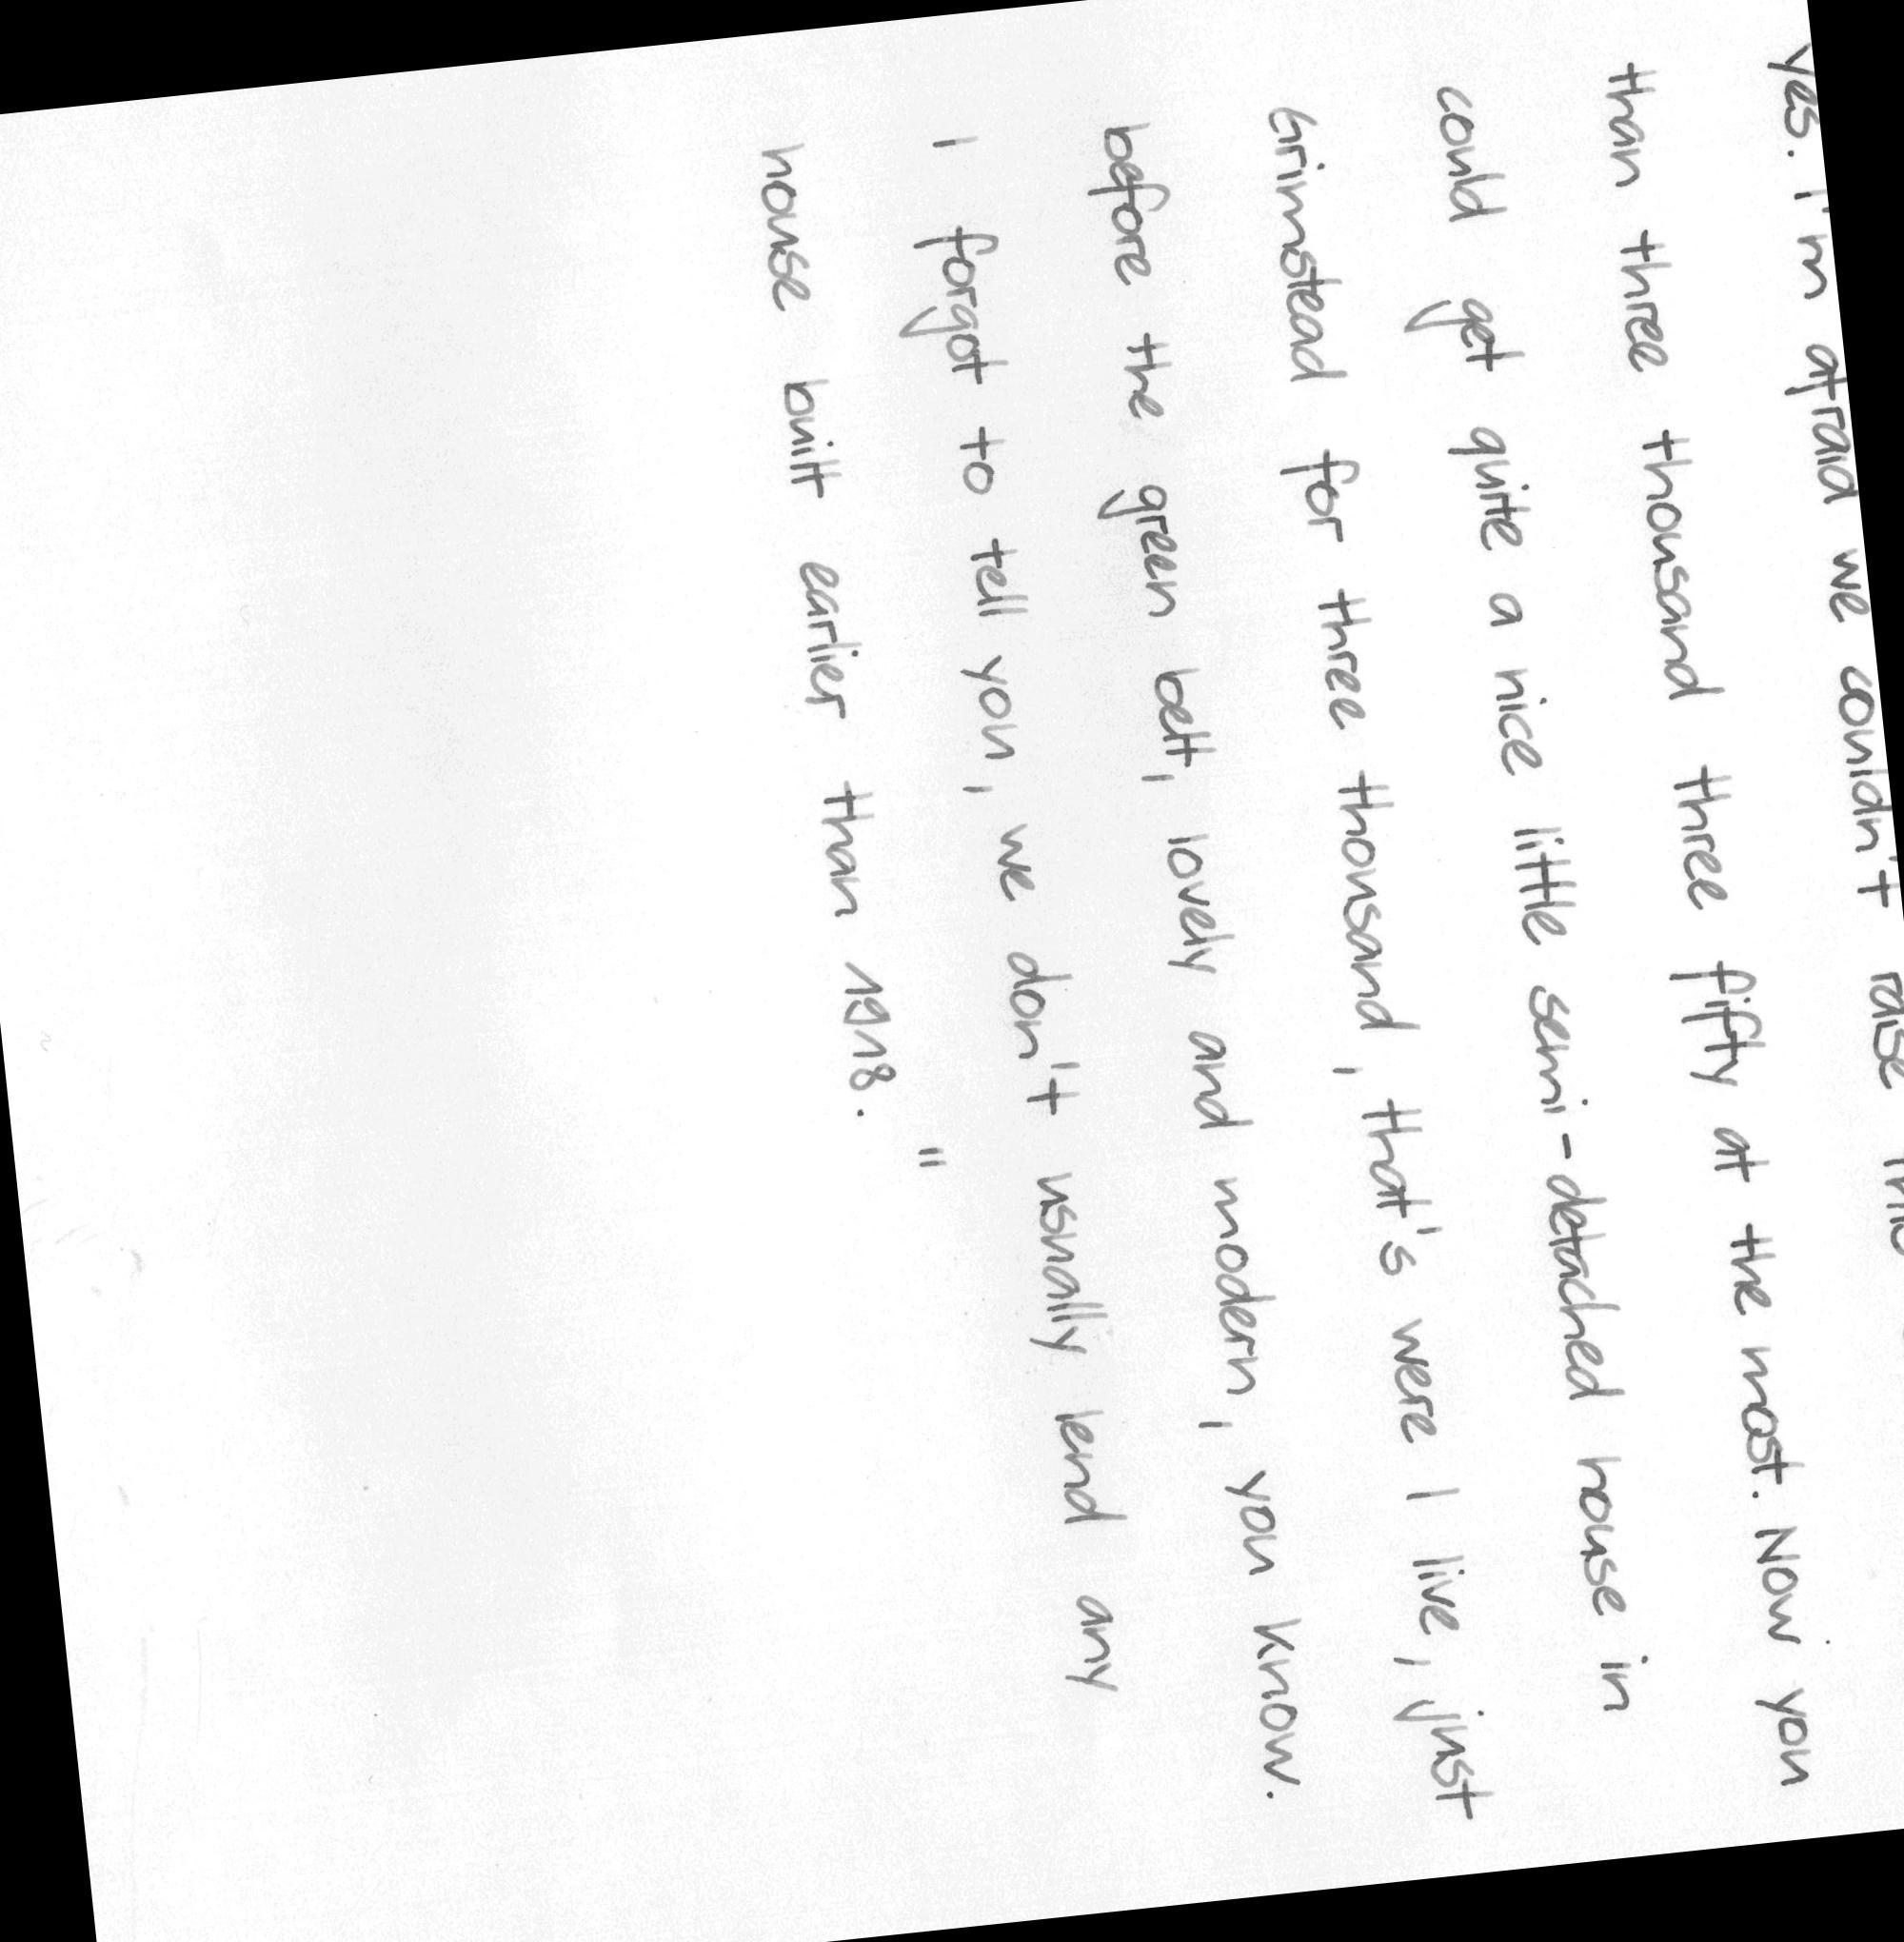 yes. I'm afraid we couldn't raise
than three thousand three fifty at the most. Now you
could get quite a nice little semi-detached house in
Grimstead for three thousand, that's were I live, just
before the green belt, lovely and modern, you know.
I forgot to tell you, we don't usually lend any
house built earlier than 1918."